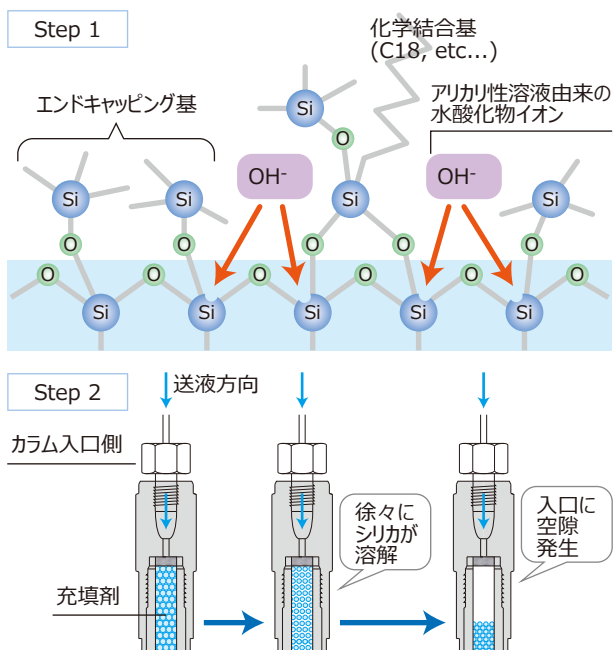 Step 1
化学結合基
(C18, etc...)
エンドキャッピング基
アリカリ性溶液由来の
水酸化物イオン
Si
O
OH-
OH-
Si
Si
Si
Si
O
O
O
O
O
O
O
O
O
O
Si
Si
Si
Si
Si
Step 2
送液方向
カラム入口側
徐々に
シリカが
溶解
入口に
空隙
発生
充填剤